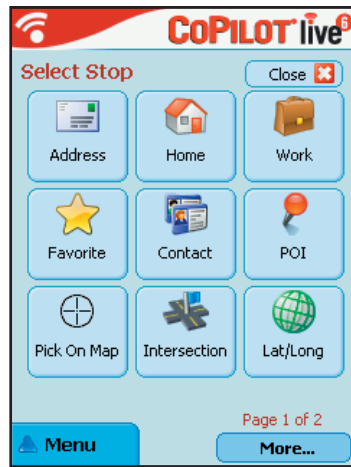 CoPilot live 6
Select Stop
Close
Address Home Work
Favorite Contact POI
Pick On Map Intersection Lat/Long
Page 1 of 2
Menu More...